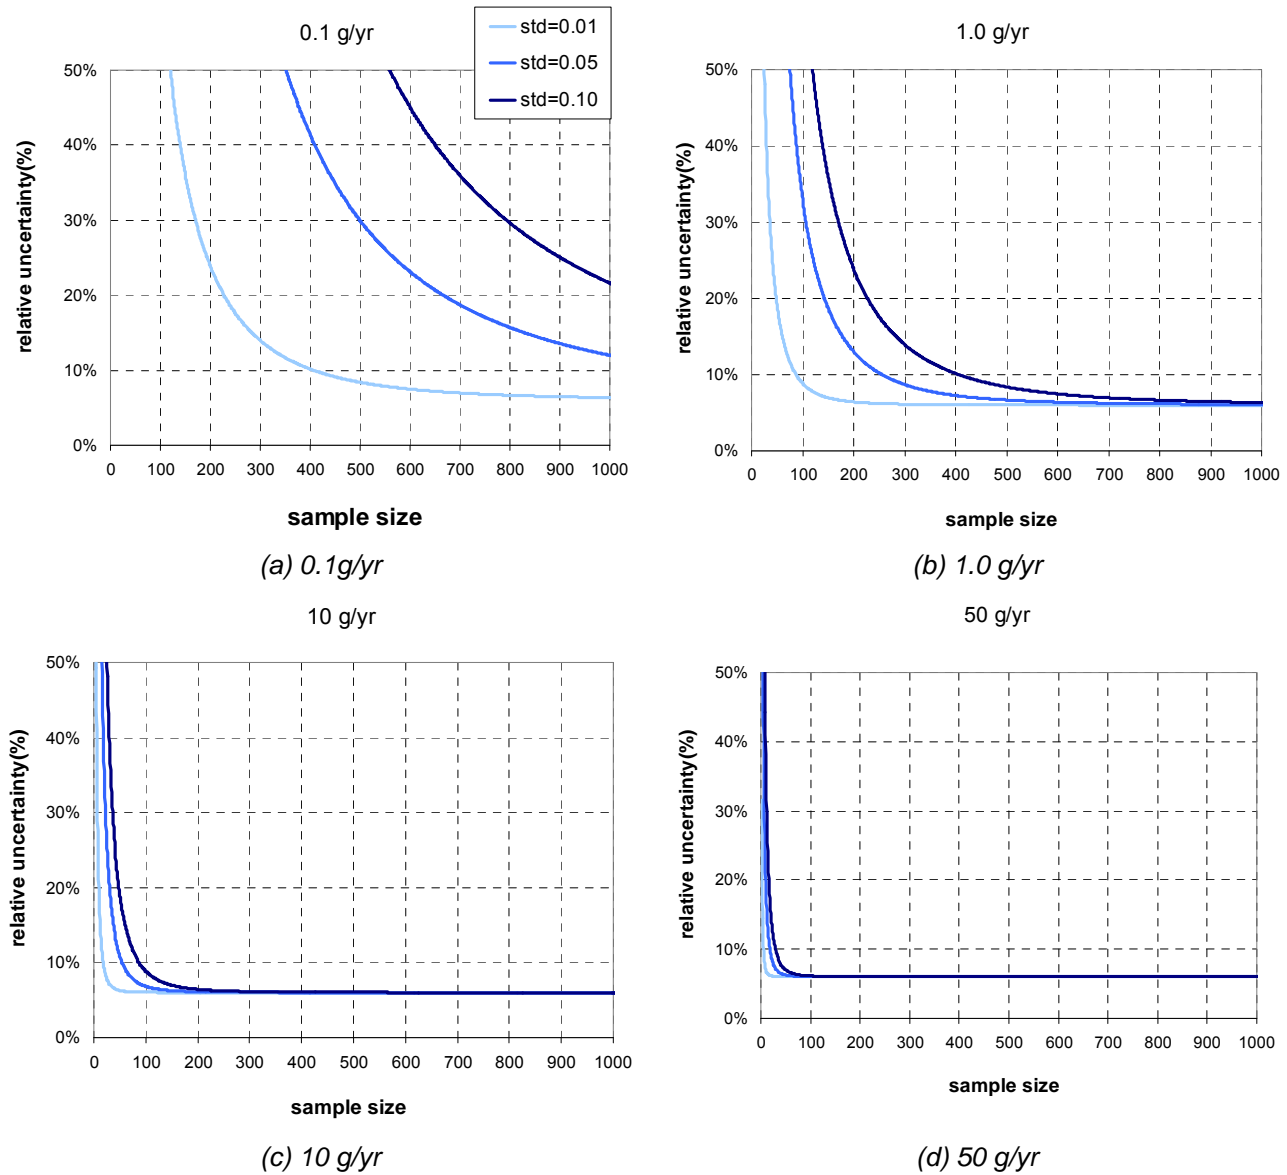 0.1 g/yr
std=0.01
std=0.05
std=0.10
50%
40%
30%
20%
10%
0%
relative uncertainty(%)
0 100 200 300 400 500 600 700 800 900 1000
sample size
(a) 0.1g/yr
1.0 g/yr
50%
40%
30%
20%
10%
0%
relative uncertainty(%)
0 100 200 300 400 500 600 700 800 900 1000
sample size
(b) 1.0 g/yr
10 g/yr
50%
40%
30%
20%
10%
0%
relative uncertainty(%)
0 100 200 300 400 500 600 700 800 900 1000
sample size
(c) 10 g/yr
50 g/yr
50%
40%
30%
20%
10%
0%
relative uncertainty(%)
0 100 200 300 400 500 600 700 800 900 1000
sample size
(d) 50 g/yr